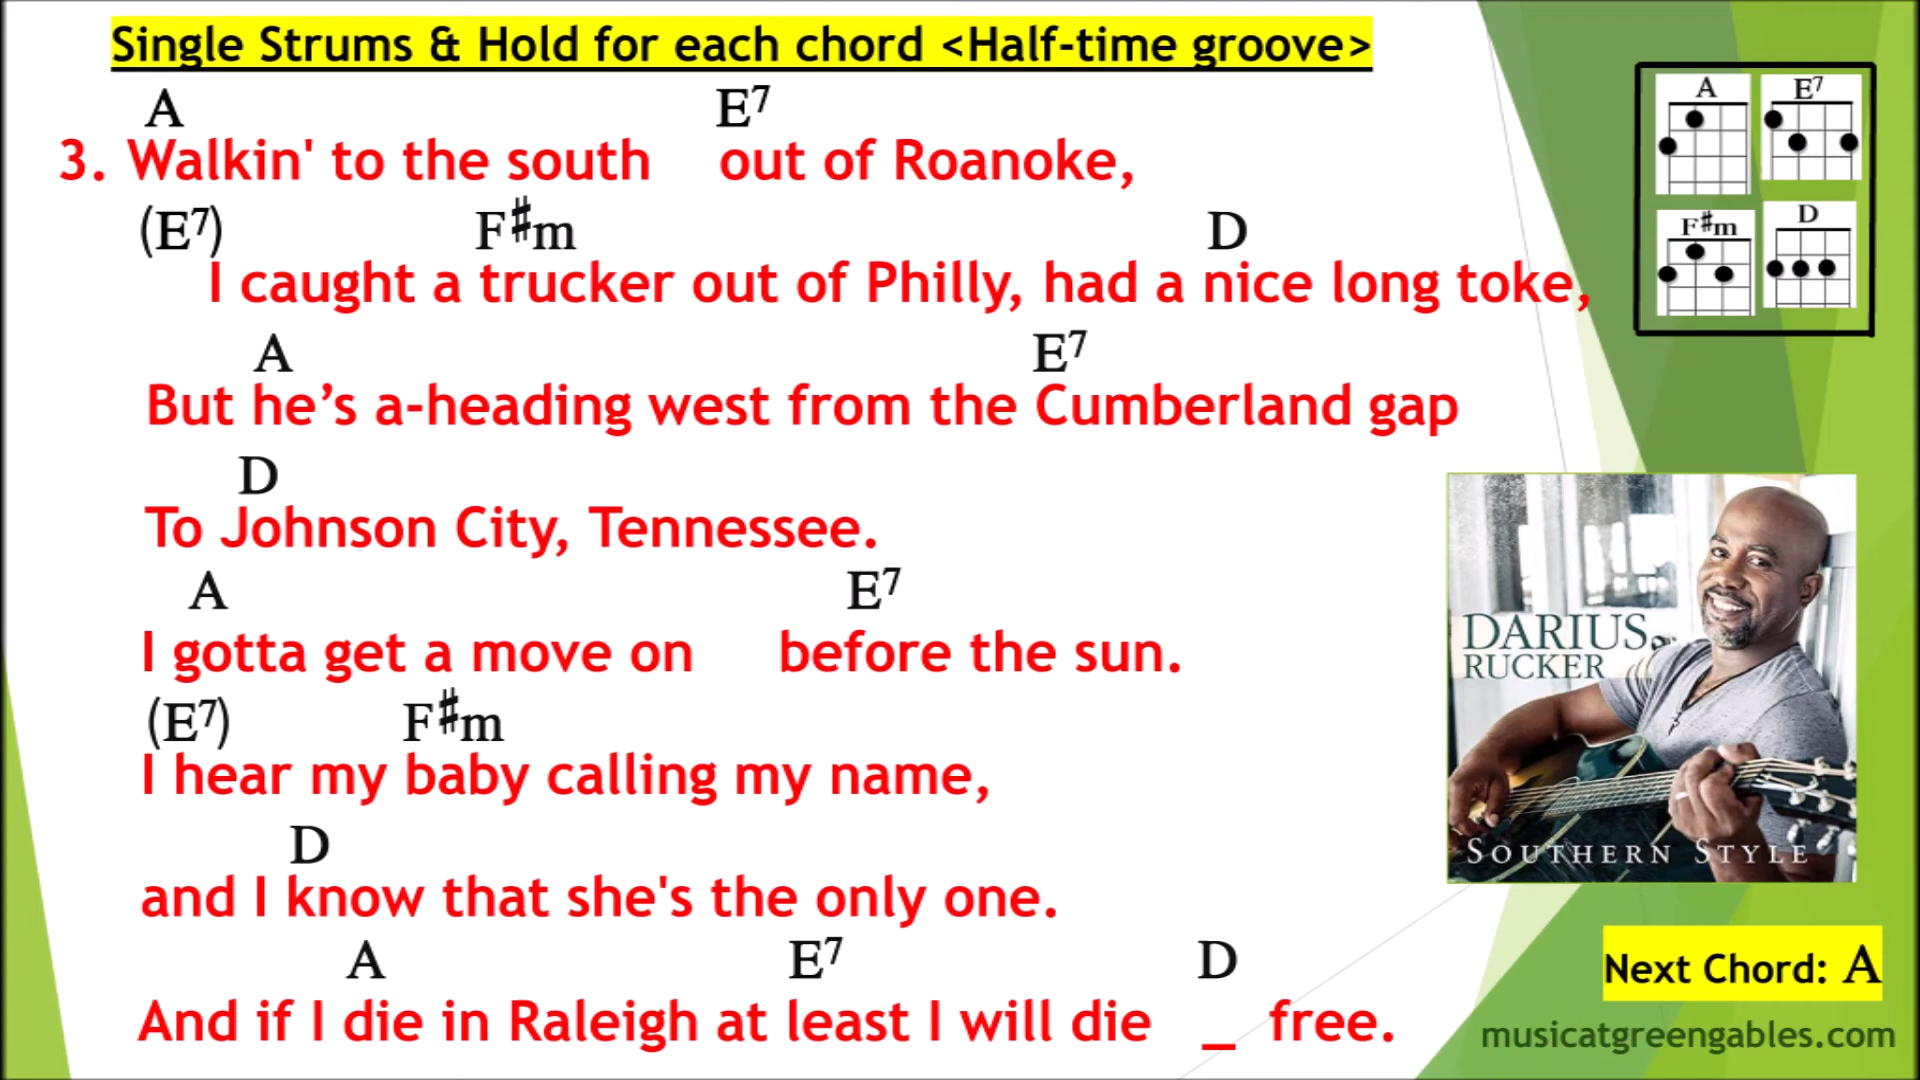 Single Strums & Hold for each chord <Half-time groove>
A E7
3. Walkin' to the south out of Roanoke,
(E7) F#m D
I caught a trucker out of Philly, had a nice long toke,
A E7
But he’s a-heading west from the Cumberland gap
D
To Johnson City, Tennessee.
A E7
I gotta get a move on before the sun.
(E7) F#m
I hear my baby calling my name,
D
and I know that she's the only one.
A E7 D
And if I die in Raleigh at least I will die _ free.
A E7
F#m D
DARIUS
RUCKER
SOUTHERN STYLE
Next Chord: A
musicatgreengables.com